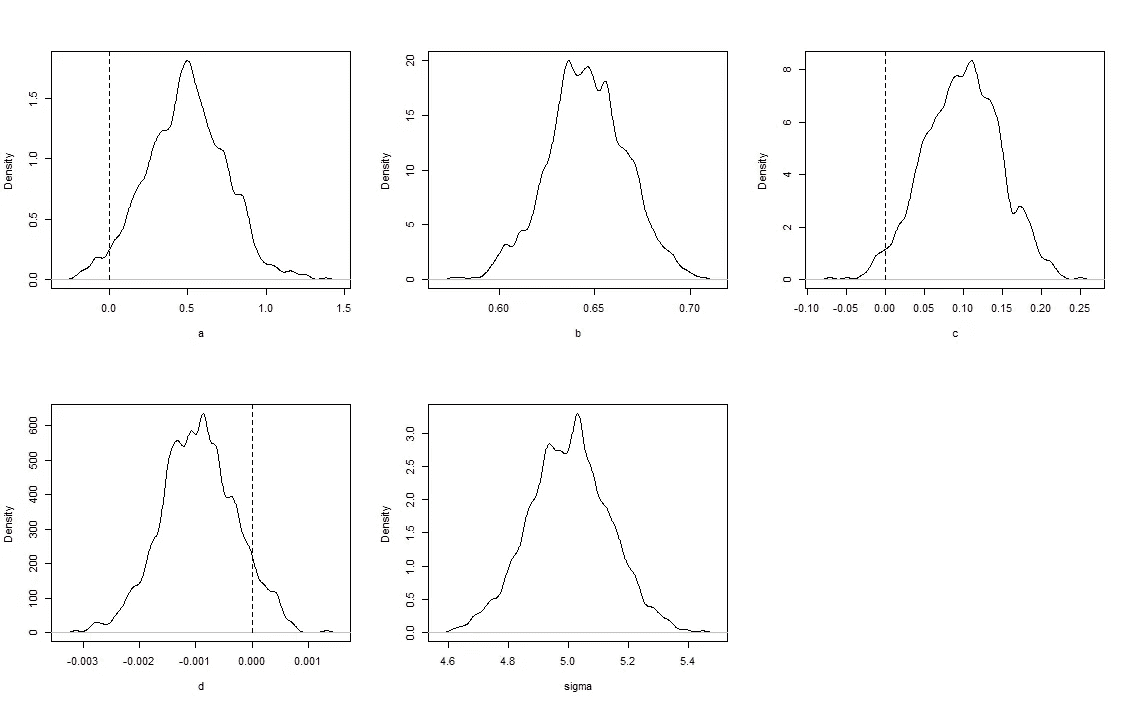 Density
0.0 0.5 1.0 1.5
0.0 0.5 1.0 1.5
a
Density
0 5 10 15 20
0.60 0.65 0.70
b
Density
0 2 4 6 8
-0.10 -0.05 0.00 0.05 0.10 0.15 0.20 0.25
c
Density
0 100 200 300 400 500 600
-0.003 -0.002 -0.001 0.000 0.001
d
Density
0.0 0.5 1.0 1.5 2.0 2.5 3.0
4.6 4.8 5.0 5.2 5.4
sigma